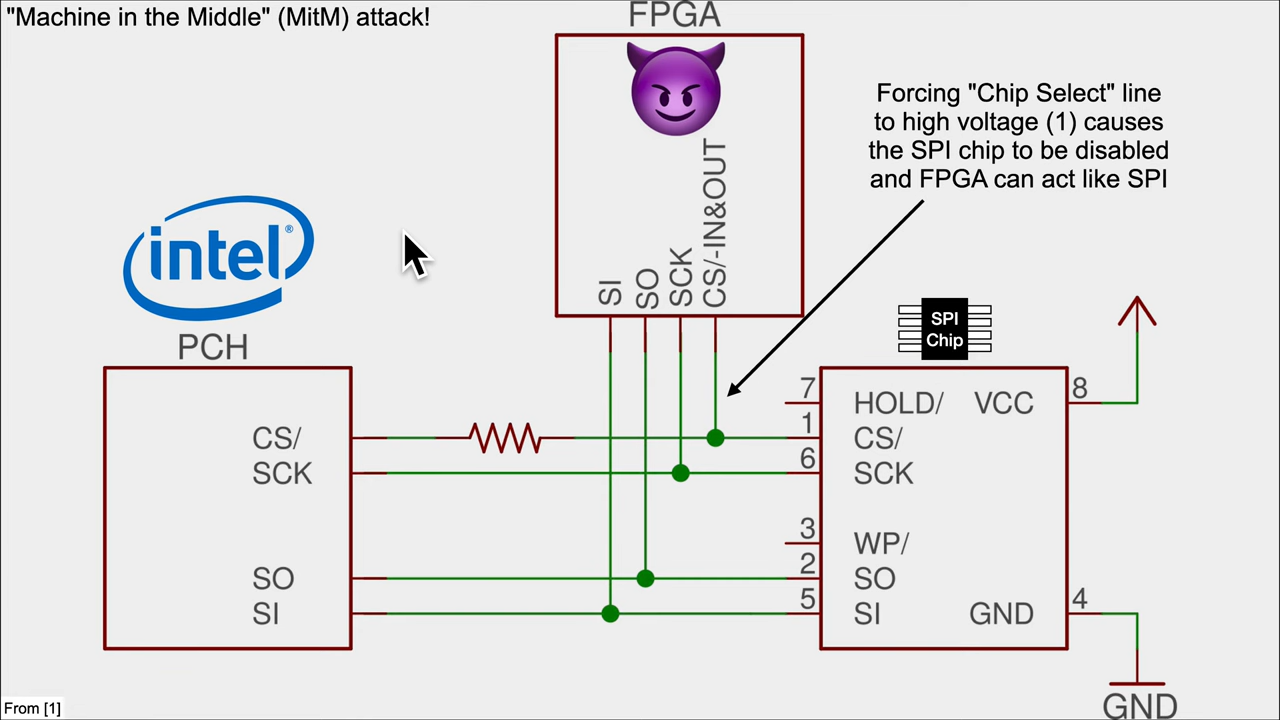 "Machine in the Middle" (MitM) attack!
FPGA
Forcing "Chip Select" line
to high voltage (1) causes
the SPI chip to be disabled
and FPGA can act like SPI
SI
SO
SCK
CS/-IN&OUT
intel®
PCH
SPI
Chip
CS/
SCK
SO
SI
7 HOLD/ VCC 8
1 CS/
6 SCK
3 WP/
2 SO
5 SI GND 4
GND
From [1]